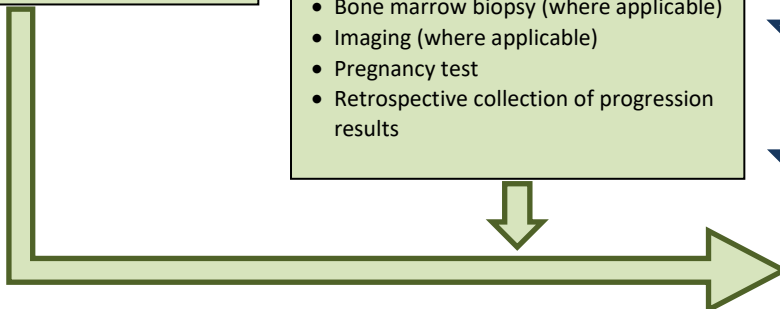 • Bone marrow biopsy (where applicable)
• Imaging (where applicable)
• Pregnancy test
• Retrospective collection of progression
results